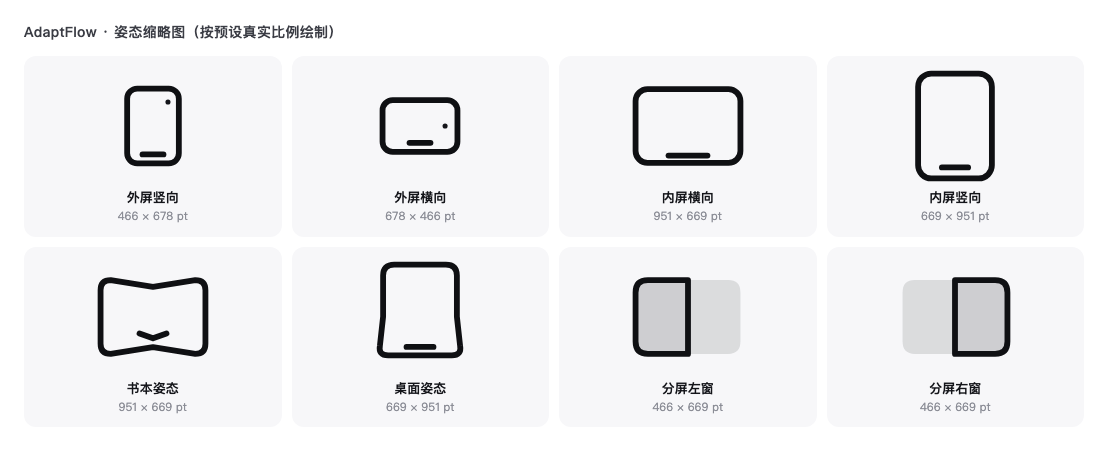 AdaptFlow · 姿态缩略图（按预设真实比例绘制）
外屏竖向
466 × 678 pt
外屏横向
678 × 466 pt
内屏横向
951 × 669 pt
内屏竖向
669 × 951 pt
书本姿态
951 × 669 pt
桌面姿态
669 × 951 pt
分屏左窗
466 × 669 pt
分屏右窗
466 × 669 pt